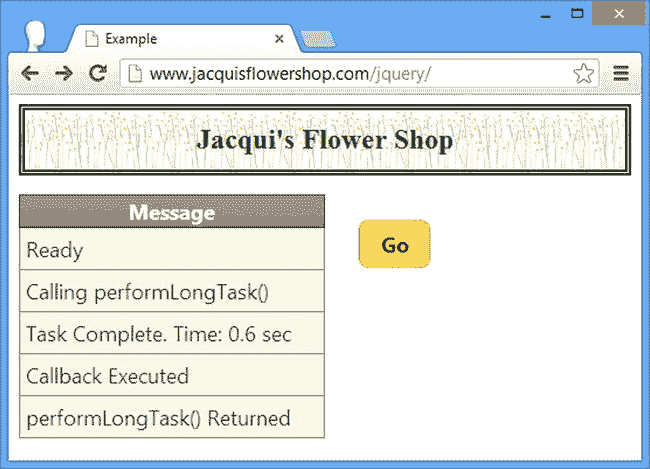 Example
www.jacquisflowershop.com/jquery/
Jacqui's Flower Shop
Message
Ready
Calling performLongTask()
Task Complete. Time: 0.6 sec
Callback Executed
performLongTask() Returned
Go